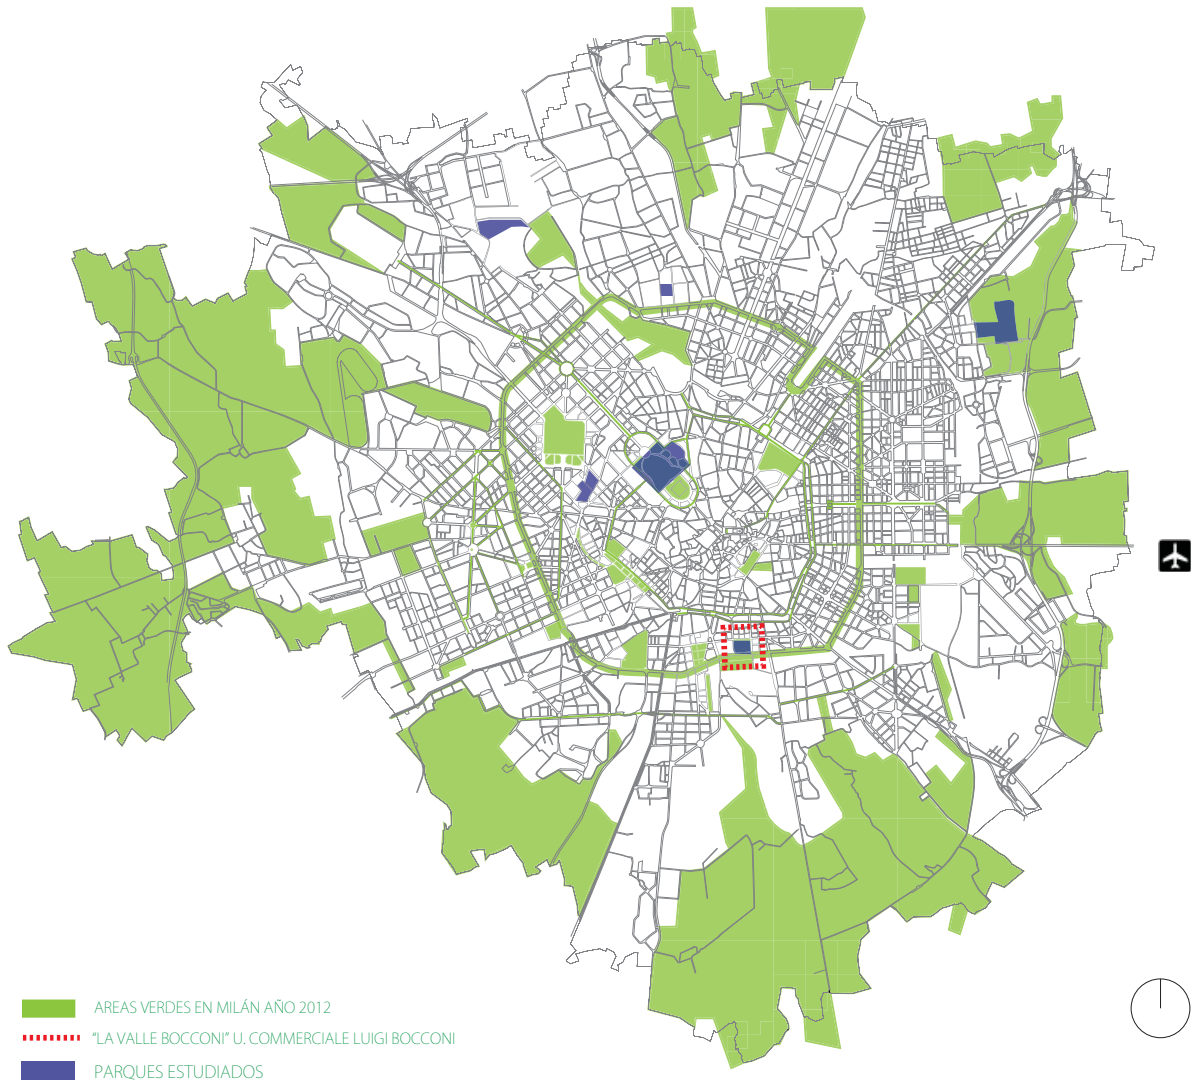 AREAS VERDES EN MILÁN AÑO 2012
“LA VALLE BOCCONI” U. COMMERCIALE LUIGI BOCCONI
PARQUES ESTUDIADOS